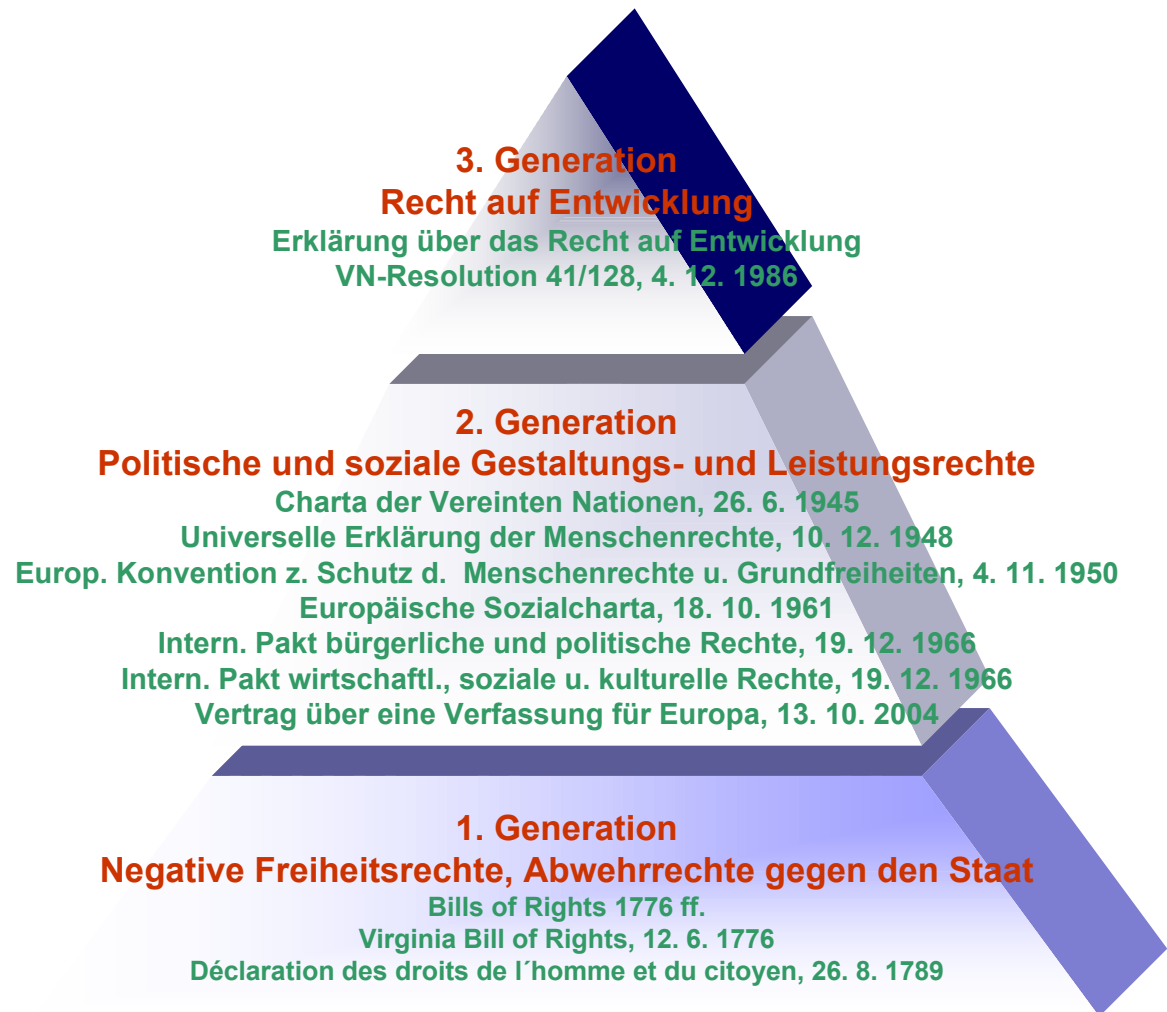 3. Generation
Recht auf Entwicklung
Erklärung über das Recht auf Entwicklung
VN-Resolution 41/128, 4. 12. 1986
2. Generation
Politische und soziale Gestaltungs- und Leistungsrechte
Charta der Vereinten Nationen, 26. 6. 1945
Universelle Erklärung der Menschenrechte, 10. 12. 1948
Europ. Konvention z. Schutz d. Menschenrechte u. Grundfreiheiten, 4. 11. 1950
Europäische Sozialcharta, 18. 10. 1961
Intern. Pakt bürgerliche und politische Rechte, 19. 12. 1966
Intern. Pakt wirtschaftl., soziale u. kulturelle Rechte, 19. 12. 1966
Vertrag über eine Verfassung für Europa, 13. 10. 2004
1. Generation
Negative Freiheitsrechte, Abwehrrechte gegen den Staat
Bills of Rights 1776 ff.
Virginia Bill of Rights, 12. 6. 1776
Déclaration des droits de l´homme et du citoyen, 26. 8. 1789